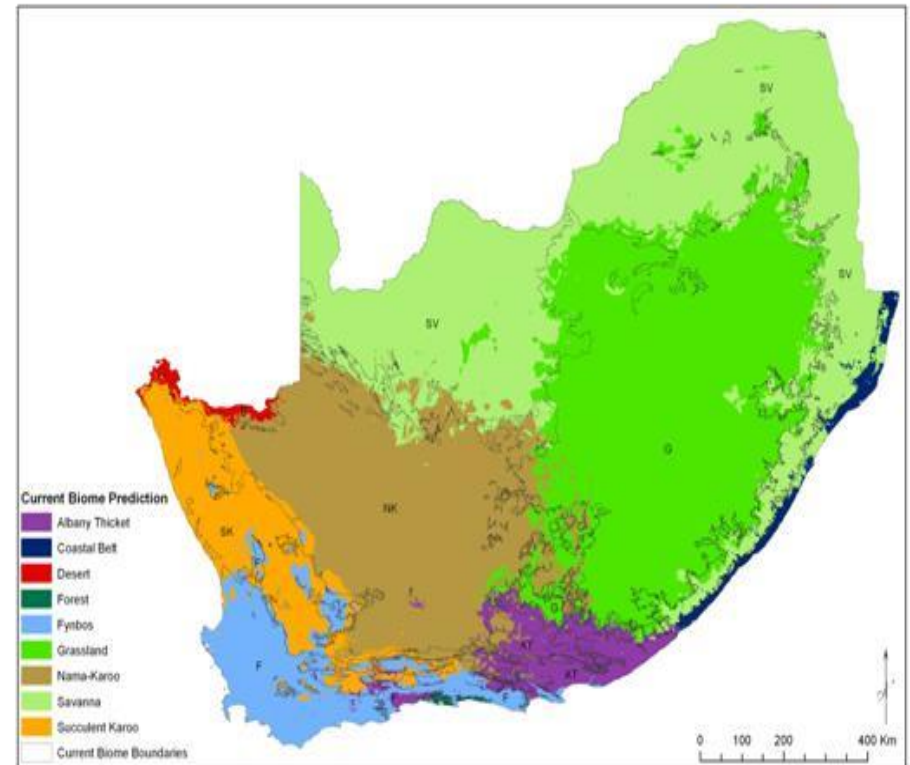 SV
SV
SV
G
NK
SK
F
F
G
AT
AT
F
Current Biome Prediction
Albany Thicket
Coastal Belt
Desert
Forest
Fynbos
Grassland
Nama-Karoo
Savanna
Succulent Karoo
Current Biome Boundaries
0 100 200 400 Km